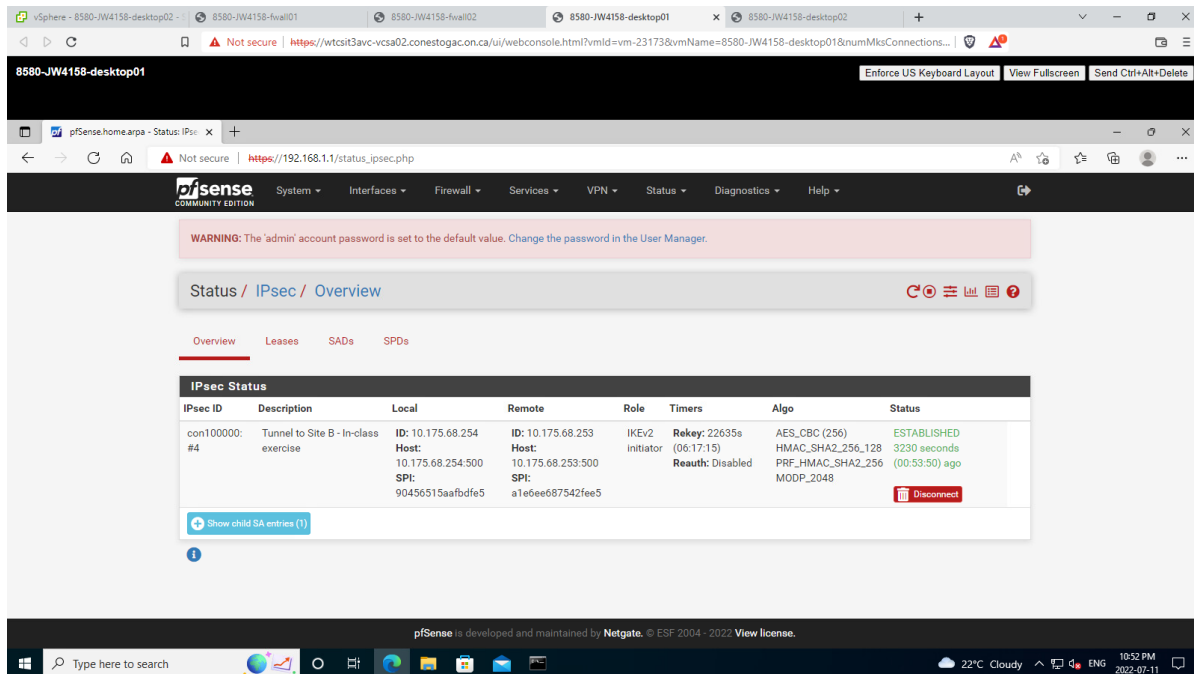 vSphere - 8580-JW4158-desktop02 - S
8580-JW4158-fwall01
8580-JW4158-fwall02
8580-JW4158-desktop01
8580-JW4158-desktop02
Not secure | https://wtcsit3avc-vcsa02.conestogac.on.ca/ui/webconsole.html?vmId=vm-23173&vmName=8580-JW4158-desktop01&numMksConnections...
8580-JW4158-desktop01
Enforce US Keyboard Layout
View Fullscreen
Send Ctrl+Alt+Delete
pfSense.home.arpa - Status: IPse
Not secure | https://192.168.1.1/status_ipsec.php
pfsense
COMMUNITY EDITION
System
Interfaces
Firewall
Services
VPN
Status
Diagnostics
Help
WARNING: The 'admin' account password is set to the default value. Change the password in the User Manager.
Status / IPsec / Overview
Overview
Leases
SADs
SPDs
IPsec Status
IPsec ID Description Local Remote Role Timers Algo Status
con100000: Tunnel to Site B - In-class ID: 10.175.68.254 ID: 10.175.68.253 IKEv2 Rekey: 22635s AES_CBC (256) ESTABLISHED
#4 exercise Host: Host: initiator (06:17:15) HMAC_SHA2_256_128 3230 seconds
10.175.68.254:500 10.175.68.253:500 Reauth: Disabled PRF_HMAC_SHA2_256 (00:53:50) ago
SPI: SPI: MODP_2048
90456515aafbdfe5 a1e6ee687542fee5 Disconnect
Show child SA entries (1)
pfSense is developed and maintained by Netgate. © ESF 2004 - 2022 View license.
Type here to search
22°C Cloudy
ENG
10:52 PM
2022-07-11